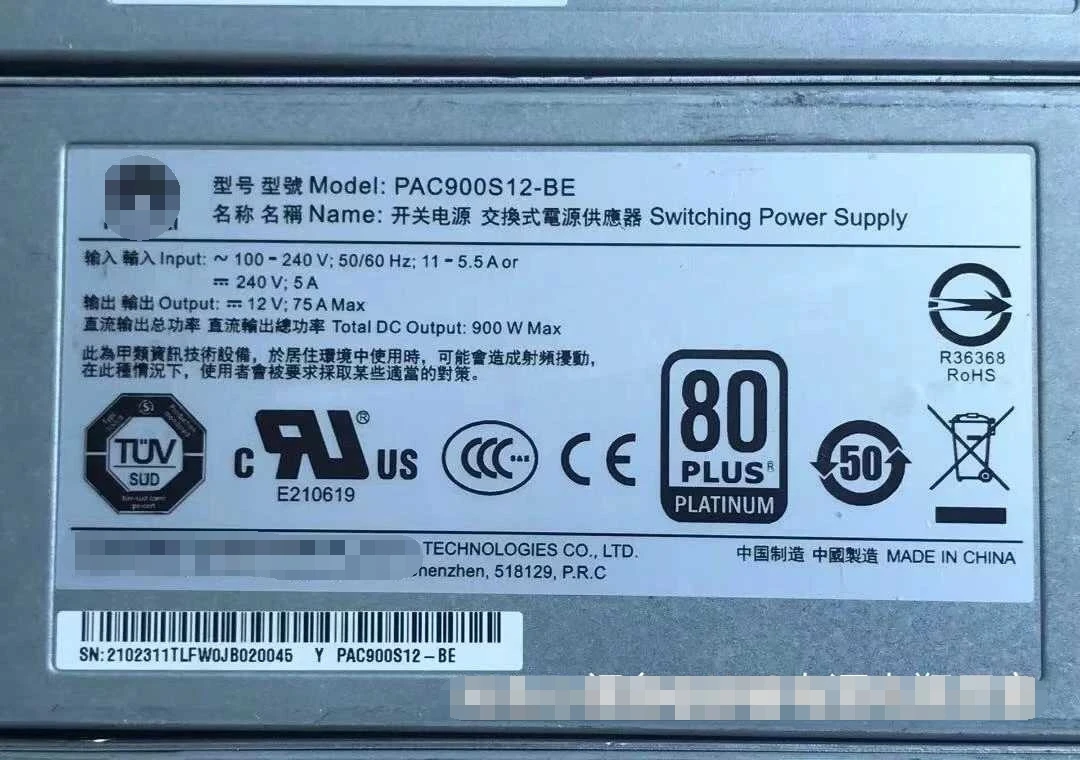 型号 型號 Model: PAC900S12-BE
名称 名稱 Name: 开关电源 交換式電源供應器 Switching Power Supply
输入 輸入 Input: ~ 100-240 V; 50/60 Hz; 11-5.5 A or
⎓ 240 V; 5 A
输出 輸出 Output: ⎓ 12 V; 75 A Max
直流输出总功率 直流輸出總功率 Total DC Output: 900 W Max
此為甲類資訊技術設備，於居住環境中使用時，可能會造成射頻擾動，
在此種情況下，使用者會被要求採取某些適當的對策。
R36368
RoHS
TÜV
SÜD
C UR US
E210619
CCC S&E
CE
80
PLUS®
PLATINUM
50
TECHNOLOGIES CO., LTD.
henzhen, 518129, P.R.C
中国制造 中國製造 MADE IN CHINA
SN:2102311TLFW0JB020045 Y PAC900S12-BE